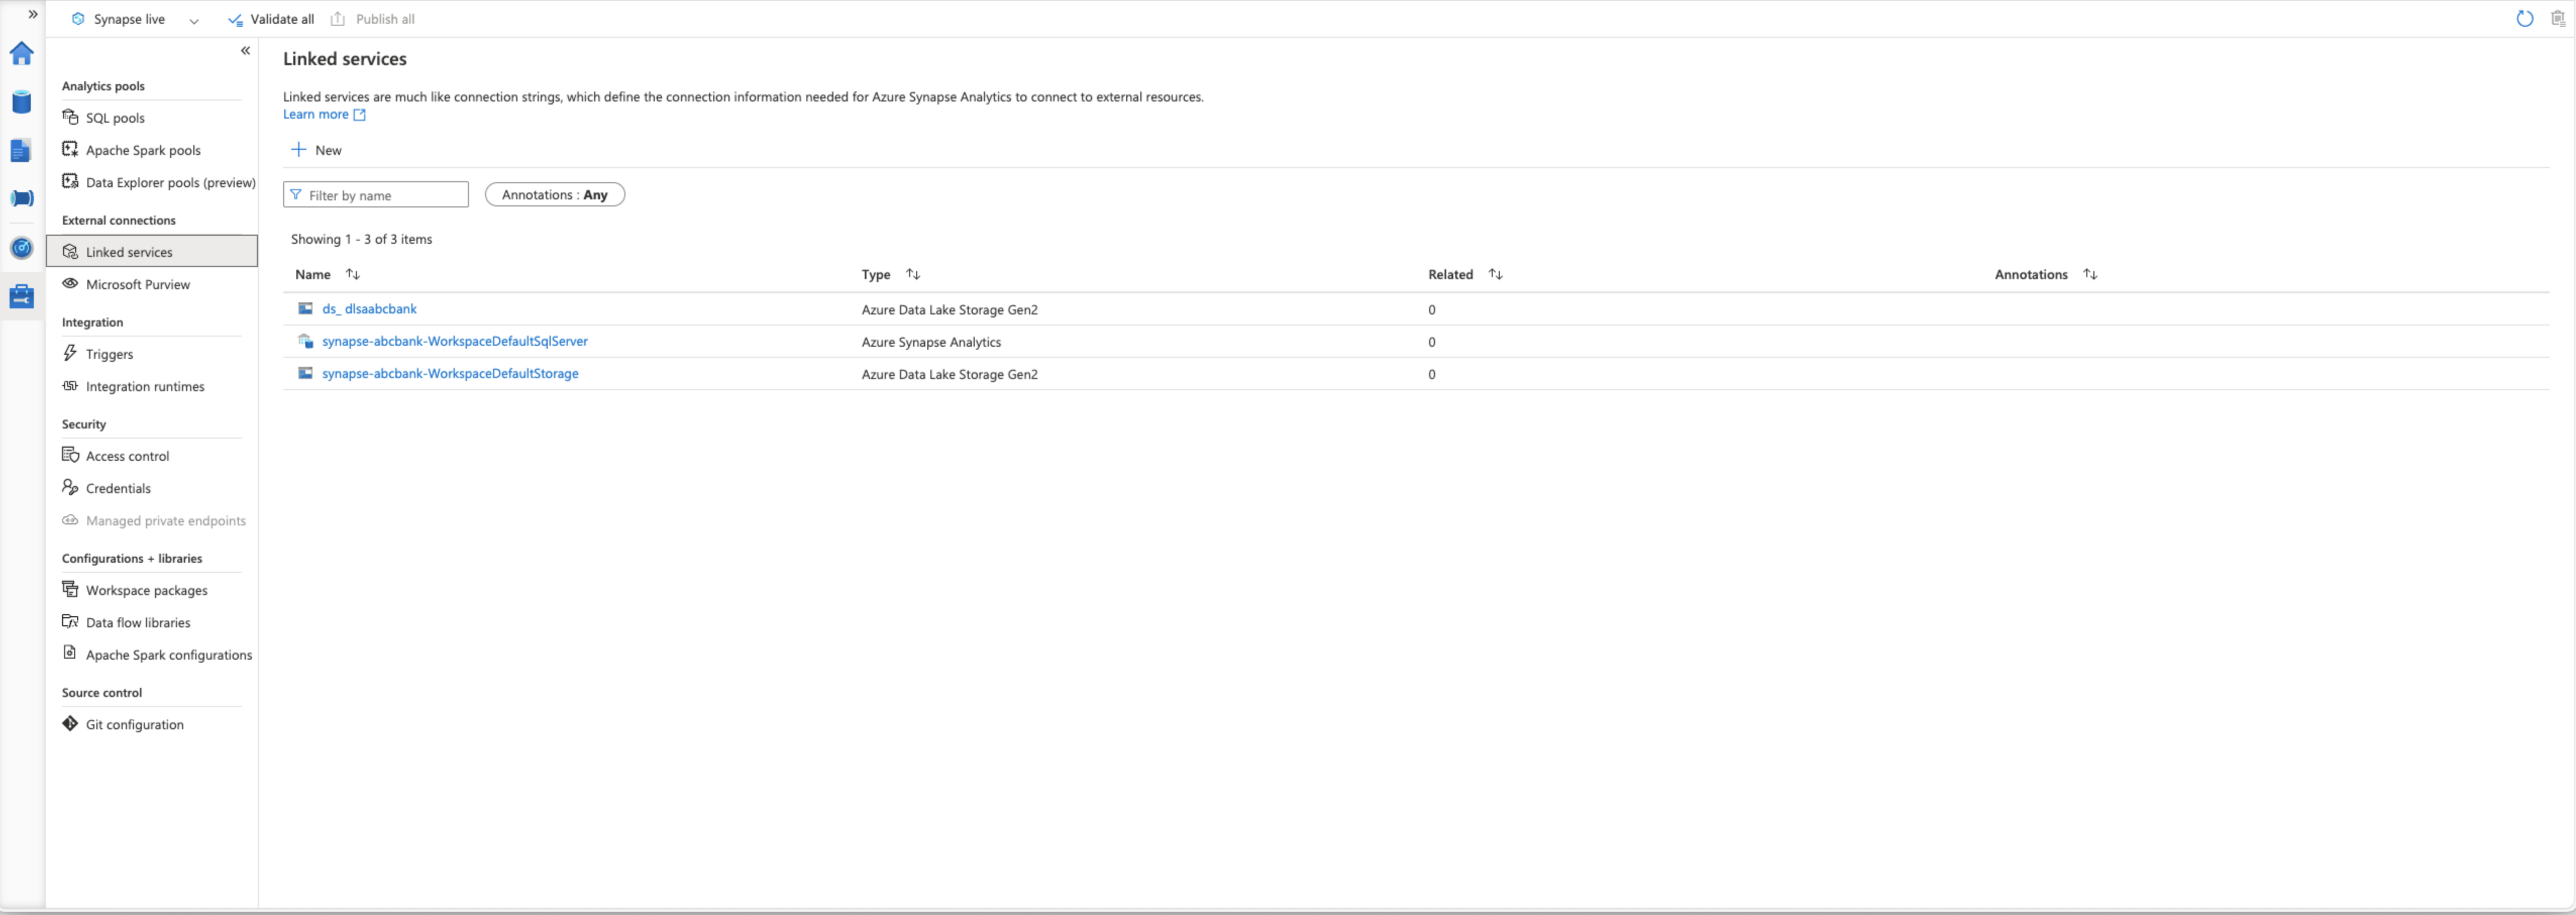 Synapse live
Validate all
Publish all
Analytics pools
SQL pools
Apache Spark pools
Data Explorer pools (preview)
External connections
Linked services
Microsoft Purview
Integration
Triggers
Integration runtimes
Security
Access control
Credentials
Managed private endpoints
Configurations + libraries
Workspace packages
Data flow libraries
Apache Spark configurations
Source control
Git configuration
Linked services
Linked services are much like connection strings, which define the connection information needed for Azure Synapse Analytics to connect to external resources.
Learn more
New
Filter by name
Annotations : Any
Showing 1 - 3 of 3 items
Name Type Related Annotations
ds_ dlsaabcbank Azure Data Lake Storage Gen2 0
synapse-abcbank-WorkspaceDefaultSqlServer Azure Synapse Analytics 0
synapse-abcbank-WorkspaceDefaultStorage Azure Data Lake Storage Gen2 0